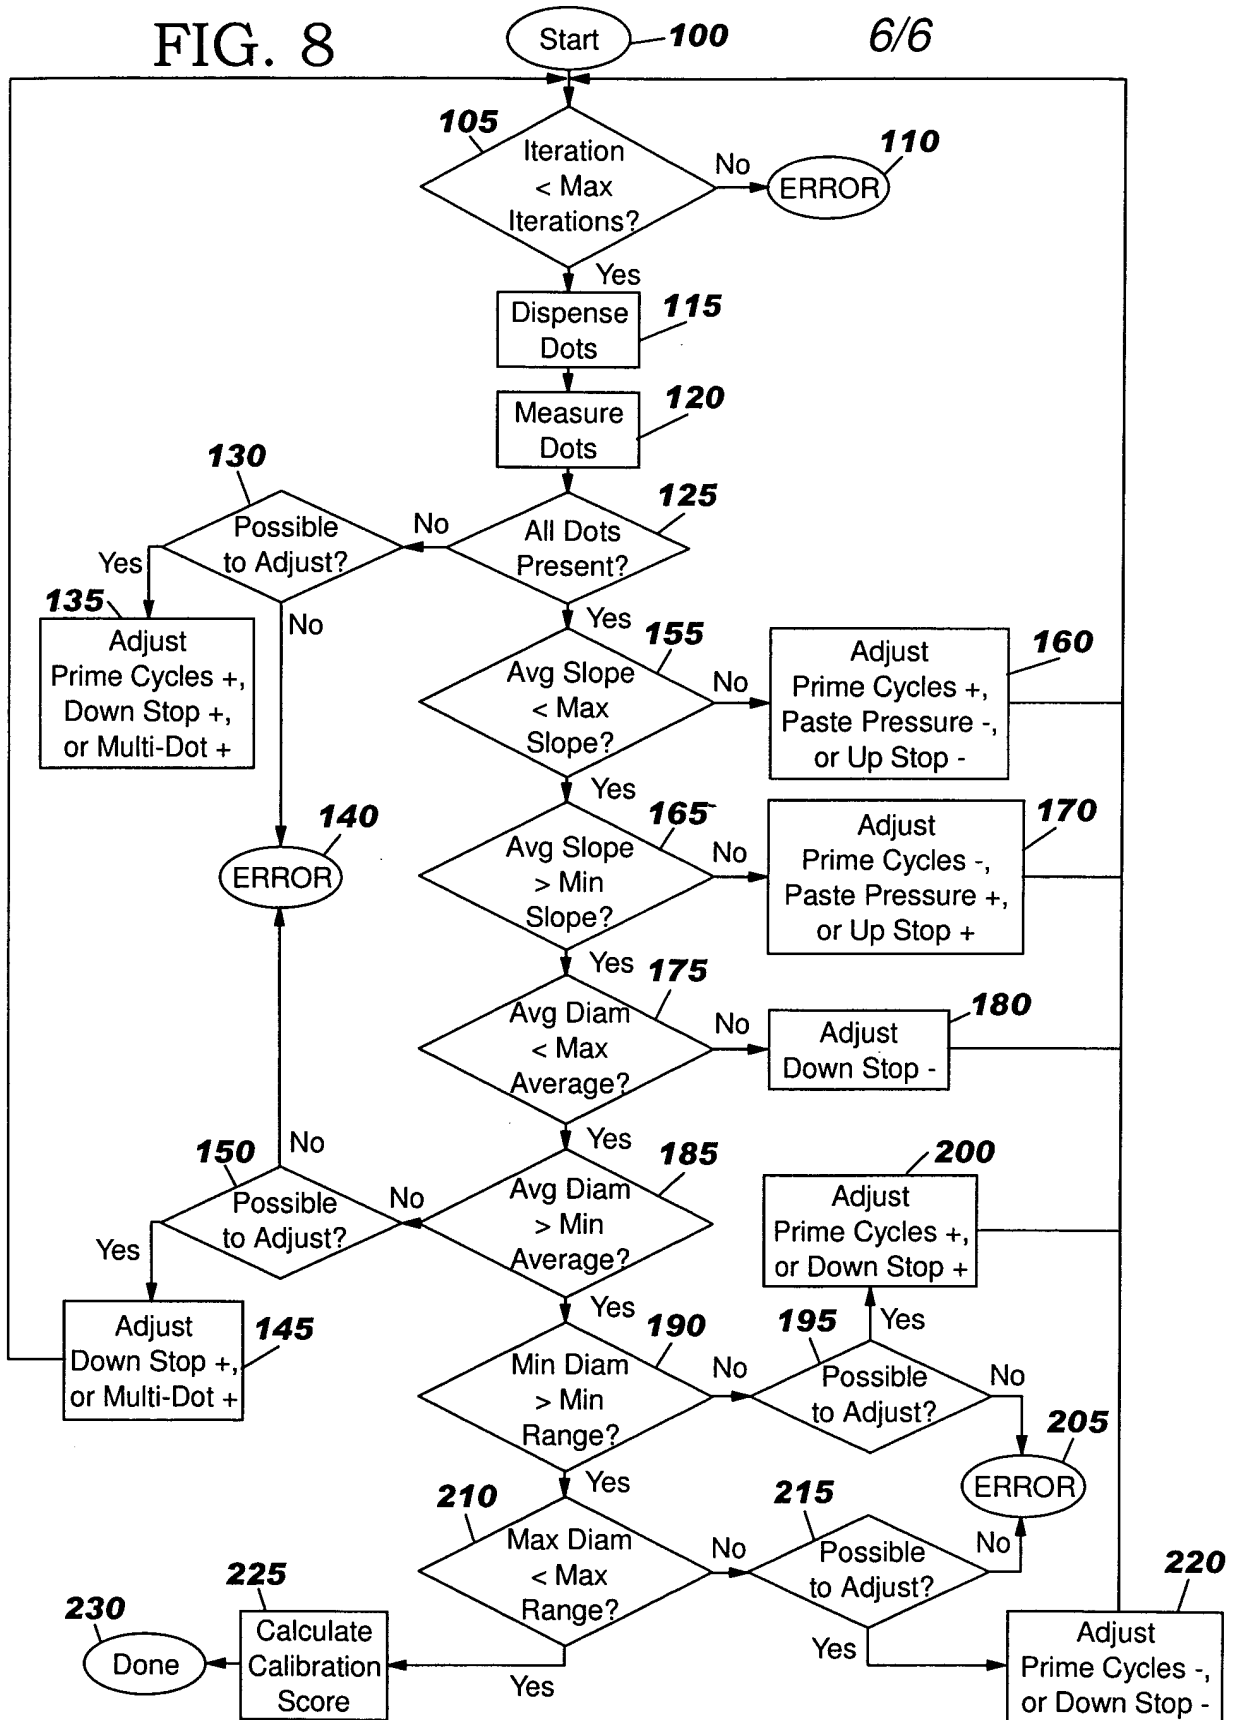 FIG. 8
6/6
Start
100
105
Iteration
< Max
Iterations?
No
ERROR
110
Yes
Dispense
Dots
115
Measure
Dots
120
All Dots
Present?
125
No
130
Possible
to Adjust?
Yes
135
Adjust
Prime Cycles +,
Down Stop +,
or Multi-Dot +
No
140
ERROR
Yes
155
Avg Slope
< Max
Slope?
No
160
Adjust
Prime Cycles +,
Paste Pressure -,
or Up Stop -
Yes
165
Avg Slope
> Min
Slope?
No
170
Adjust
Prime Cycles -,
Paste Pressure +,
or Up Stop +
Yes
175
Avg Diam
< Max
Average?
No
180
Adjust
Down Stop -
Yes
185
Avg Diam
> Min
Average?
No
150
Possible
to Adjust?
No
Yes
Adjust
Down Stop +,
or Multi-Dot +
145
Yes
190
Min Diam
> Min
Range?
No
195
Possible
to Adjust?
Yes
200
Adjust
Prime Cycles +,
or Down Stop +
No
205
ERROR
Yes
210
Max Diam
< Max
Range?
No
215
Possible
to Adjust?
No
Yes
220
Adjust
Prime Cycles -,
or Down Stop -
Yes
225
Calculate
Calibration
Score
230
Done